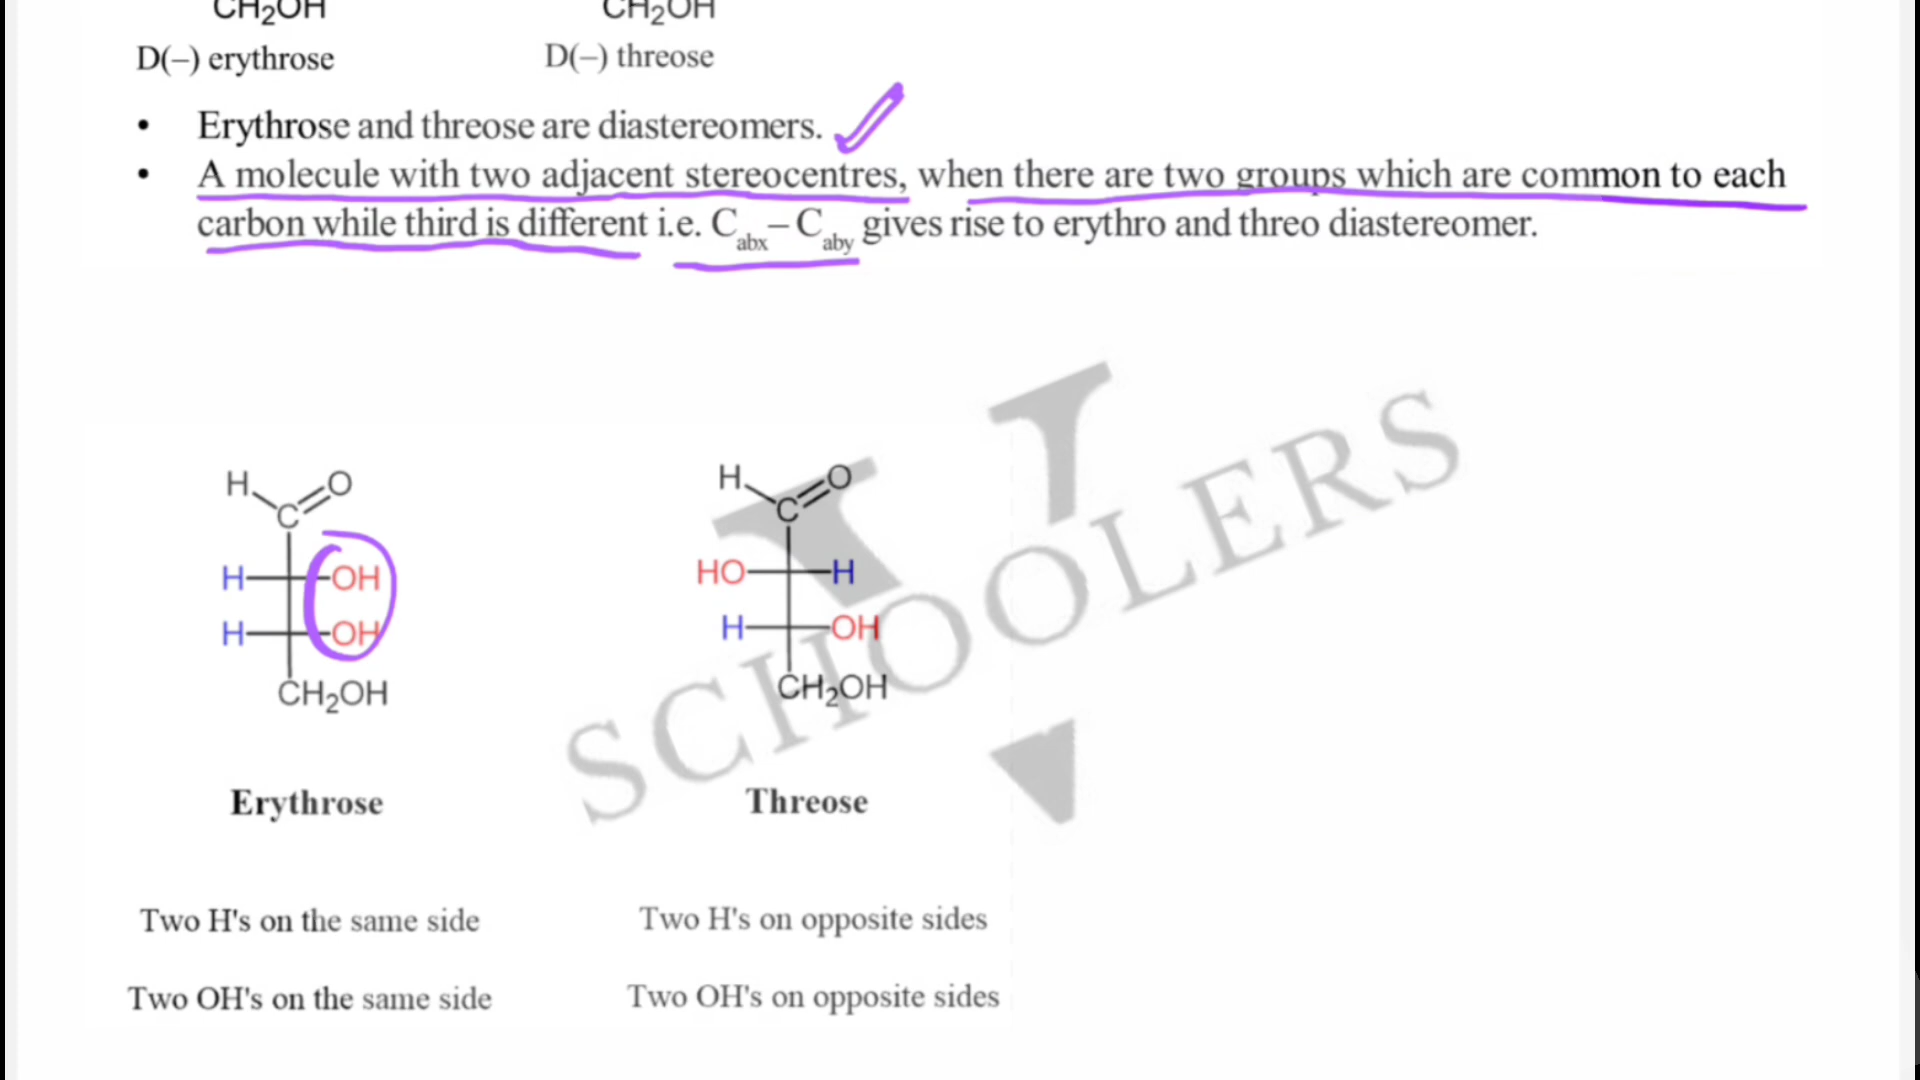 CH2OH CH2OH
D(–) erythrose D(–) threose
• Erythrose and threose are diastereomers.
• A molecule with two adjacent stereocentres, when there are two groups which are common to each
carbon while third is different i.e. Cabx – Caby gives rise to erythro and threo diastereomer.
H O H O
C C
H OH HO H
H OH H OH
CH2OH CH2OH
SCHOOLERS
Erythrose Threose
Two H's on the same side Two H's on opposite sides
Two OH's on the same side Two OH's on opposite sides